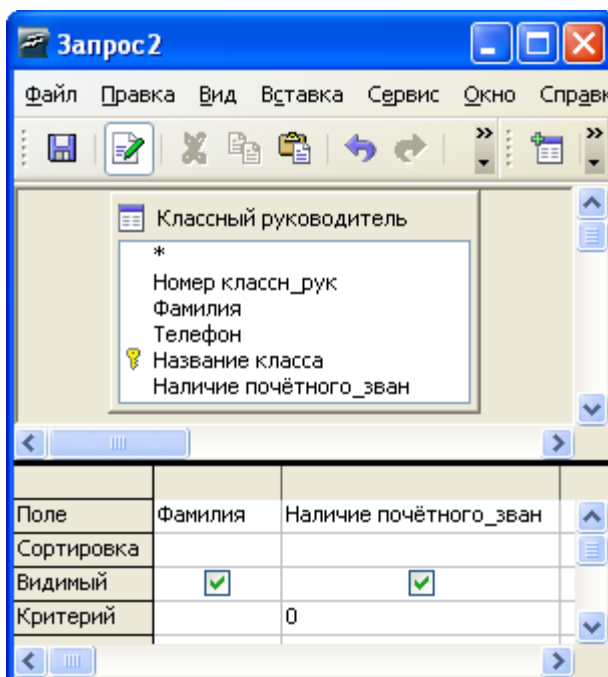 Запрос2
Файл Правка Вид Вставка Сервис Окно
» »
Классный руководитель
*
Номер классн_рук
Фамилия
Телефон
Название класса
Наличие почётного_зван
Поле Фамилия Наличие почётного_зван
Сортировка
Видимый
Критерий 0